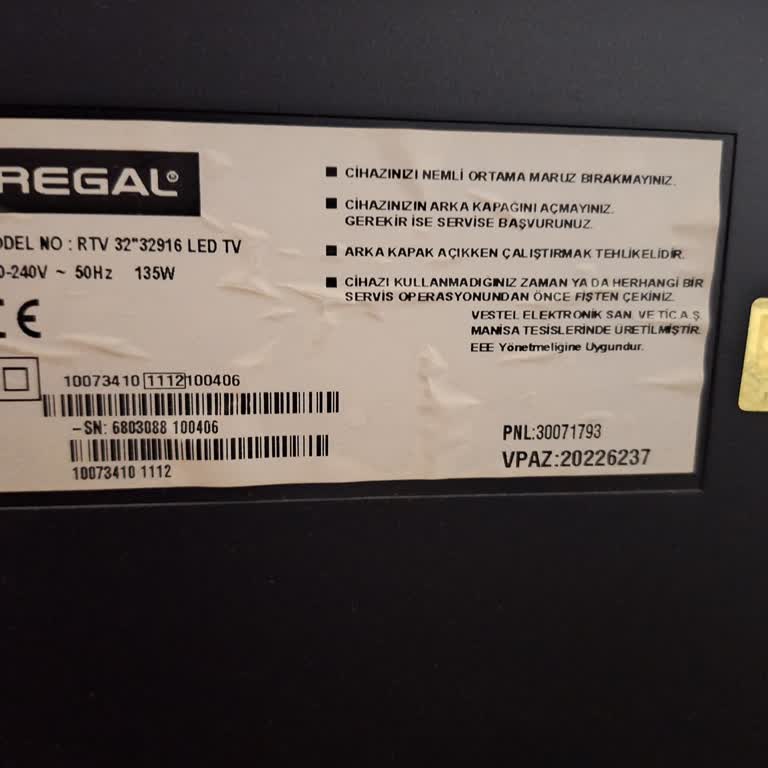 REGAL
ODEL NO : RTV 32"32916 LED TV
0-240V ~ 50Hz 135W
CE
10073410 1112 100406
-SN: 6803088 100406
10073410 1112
CİHAZINIZI NEMLİ ORTAMA MARUZ BIRAKMAYINIZ.
CİHAZINIZIN ARKA KAPAĞINI AÇMAYINIZ.
GEREKİR İSE SERVİSE BAŞVURUNUZ.
ARKA KAPAK AÇIKKEN ÇALIŞTIRMAK TEHLİKELİDİR.
CİHAZI KULLANMADIĞINIZ ZAMAN YA DA HERHANGİ BİR
SERVİS OPERASYONUNDAN ÖNCE FİŞTEN ÇEKİNİZ.
VESTEL ELEKTRONİK SAN. VE TİC A.Ş.
MANİSA TESİSLERİNDE ÜRETİLMİŞTİR.
EEE Yönetmeliğine Uygundur.
PNL:30071793
VPAZ:20226237